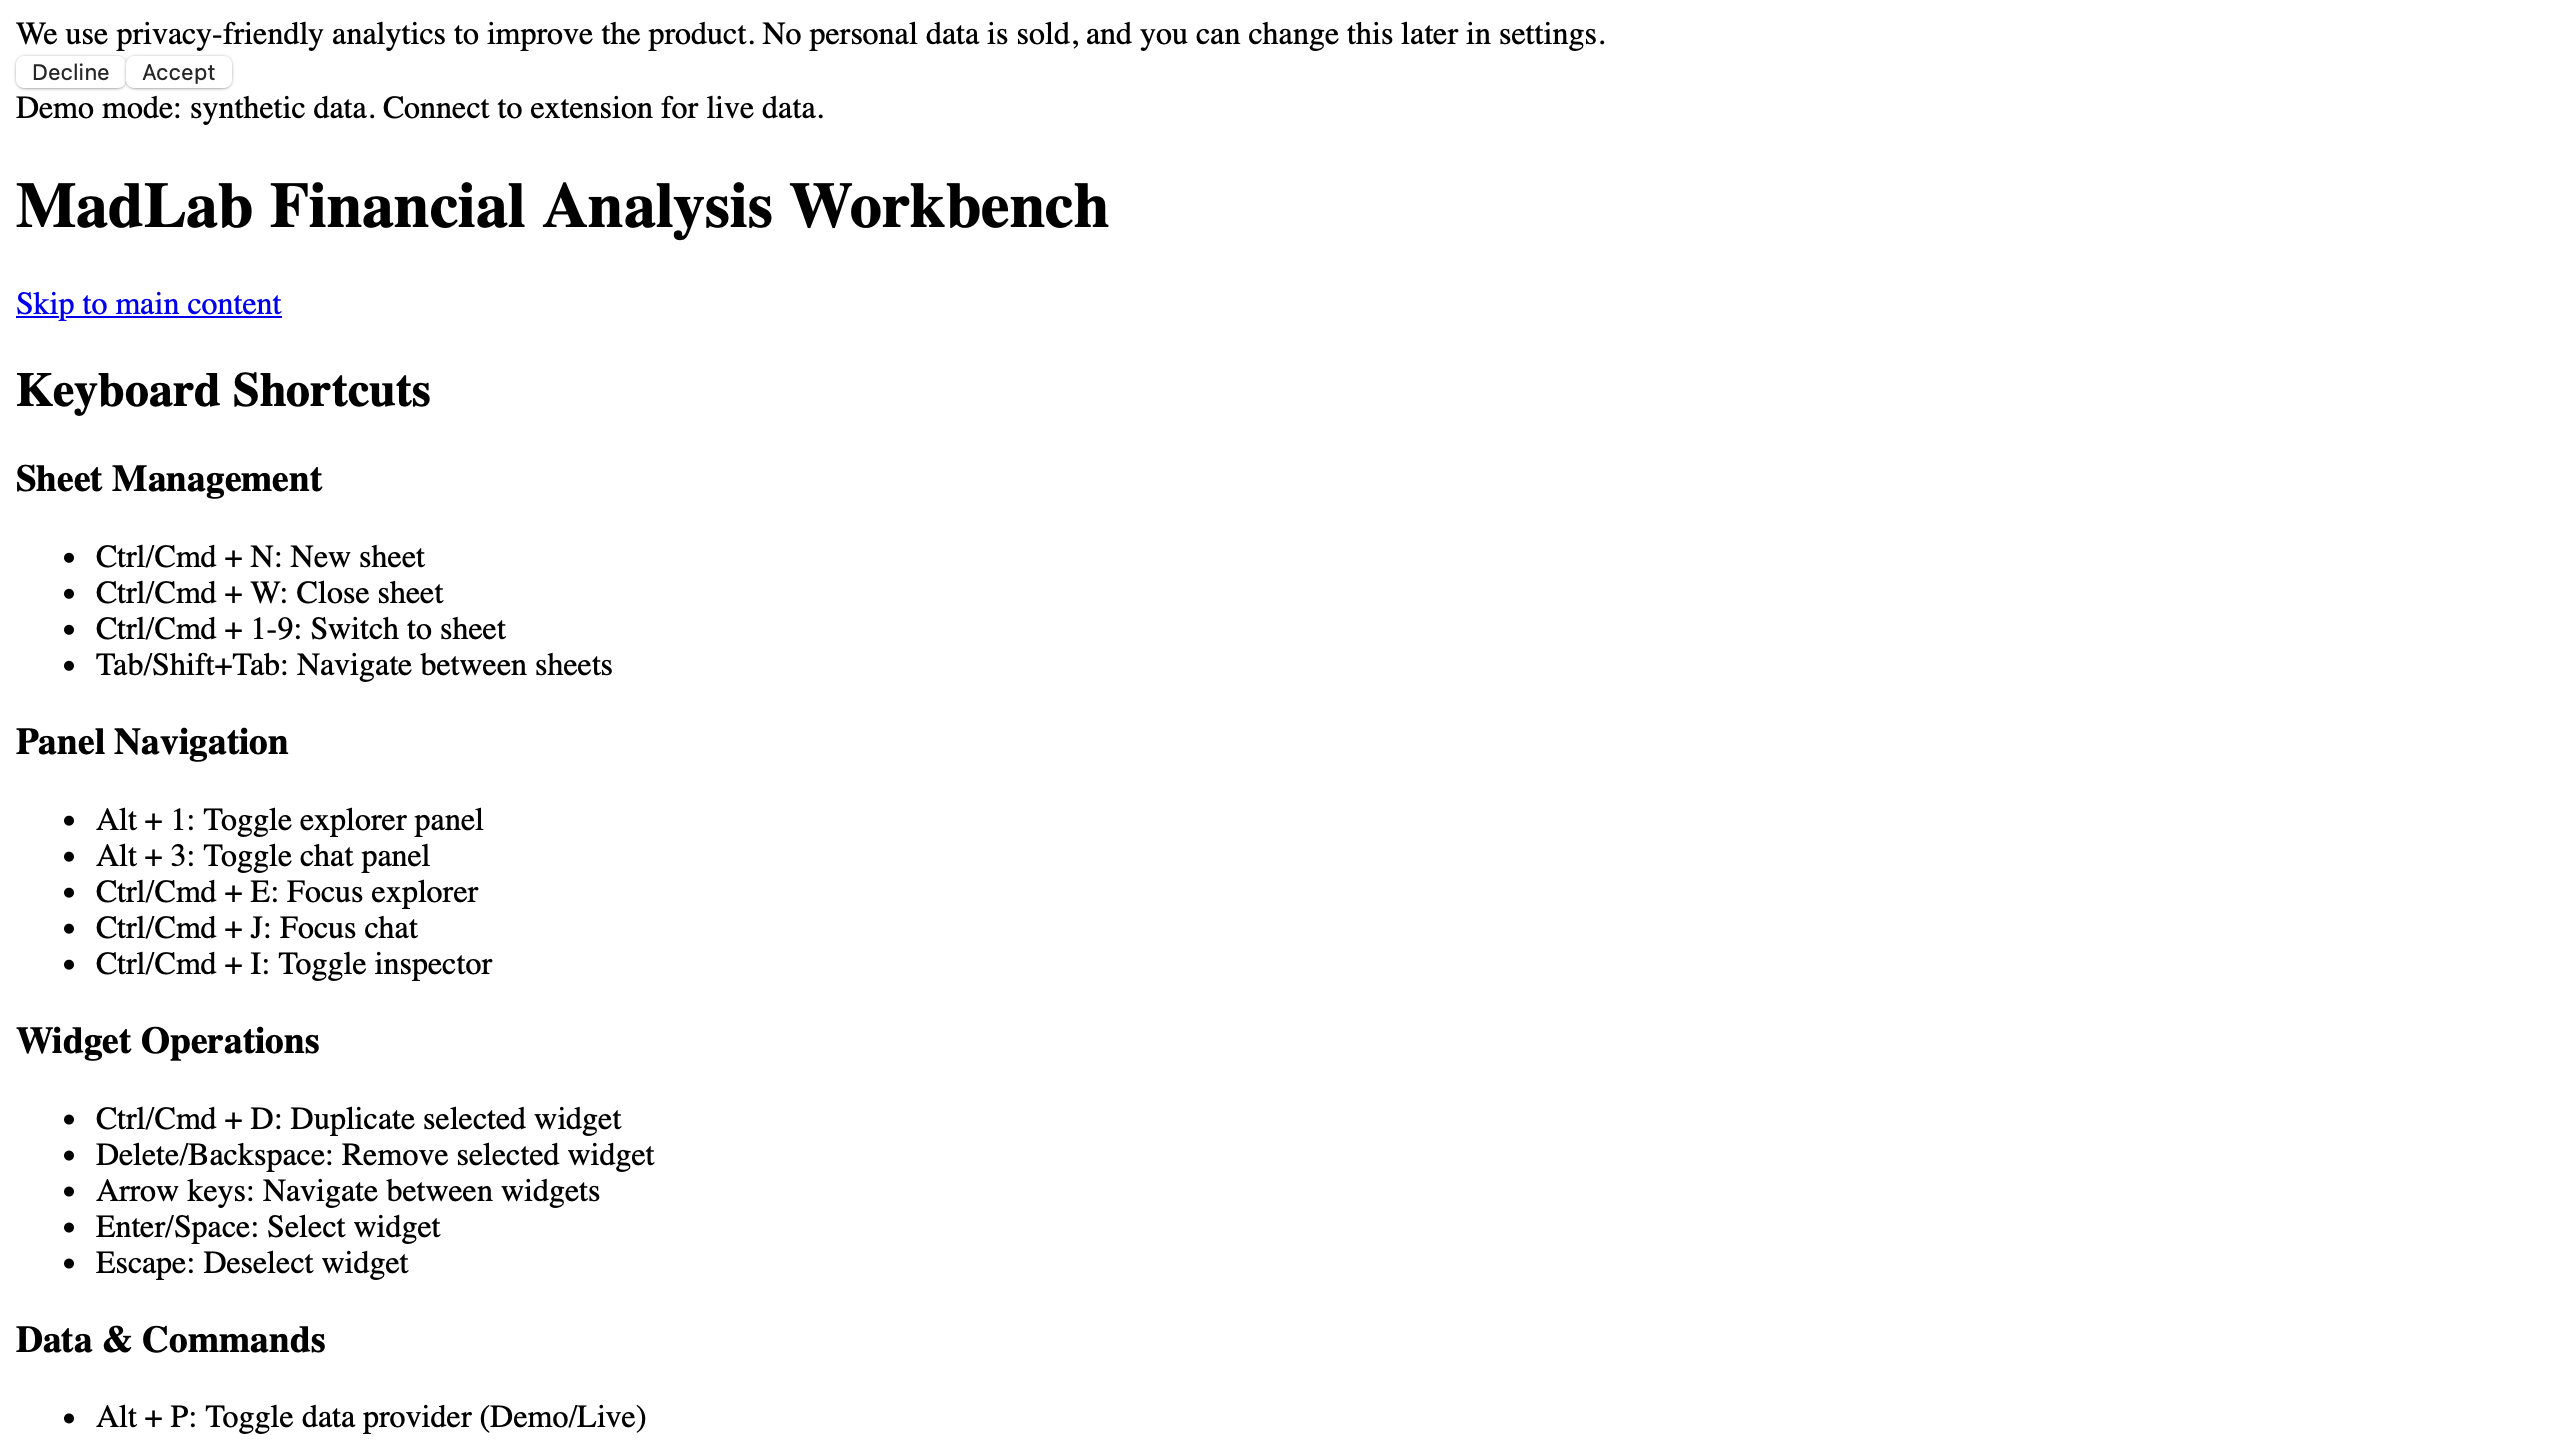 We use privacy-friendly analytics to improve the product. No personal data is sold, and you can change this later in settings.
Decline Accept
Demo mode: synthetic data. Connect to extension for live data.
MadLab Financial Analysis Workbench
Skip to main content
Keyboard Shortcuts
Sheet Management
• Ctrl/Cmd + N: New sheet
• Ctrl/Cmd + W: Close sheet
• Ctrl/Cmd + 1-9: Switch to sheet
• Tab/Shift+Tab: Navigate between sheets
Panel Navigation
• Alt + 1: Toggle explorer panel
• Alt + 3: Toggle chat panel
• Ctrl/Cmd + E: Focus explorer
• Ctrl/Cmd + J: Focus chat
• Ctrl/Cmd + I: Toggle inspector
Widget Operations
• Ctrl/Cmd + D: Duplicate selected widget
• Delete/Backspace: Remove selected widget
• Arrow keys: Navigate between widgets
• Enter/Space: Select widget
• Escape: Deselect widget
Data & Commands
• Alt + P: Toggle data provider (Demo/Live)